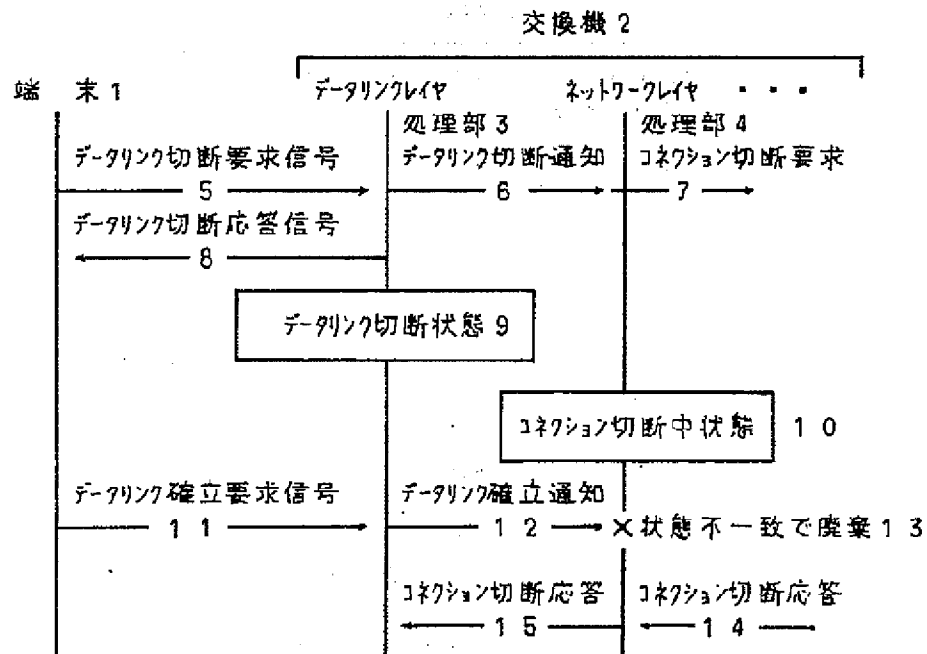 交換機2
端 末1
データリンクレイヤ
ネットワークレイヤ ・・・
処理部3
処理部4
データリンク切断要求信号
データリンク切断通知
コネクション切断要求
5
6
7
データリンク切断応答信号
8
データリンク切断状態9
コネクション切断中状態 10
データリンク確立要求信号
データリンク確立通知
11
12
×状態不一致で廃棄13
コネクション切断応答
コネクション切断応答
15
14